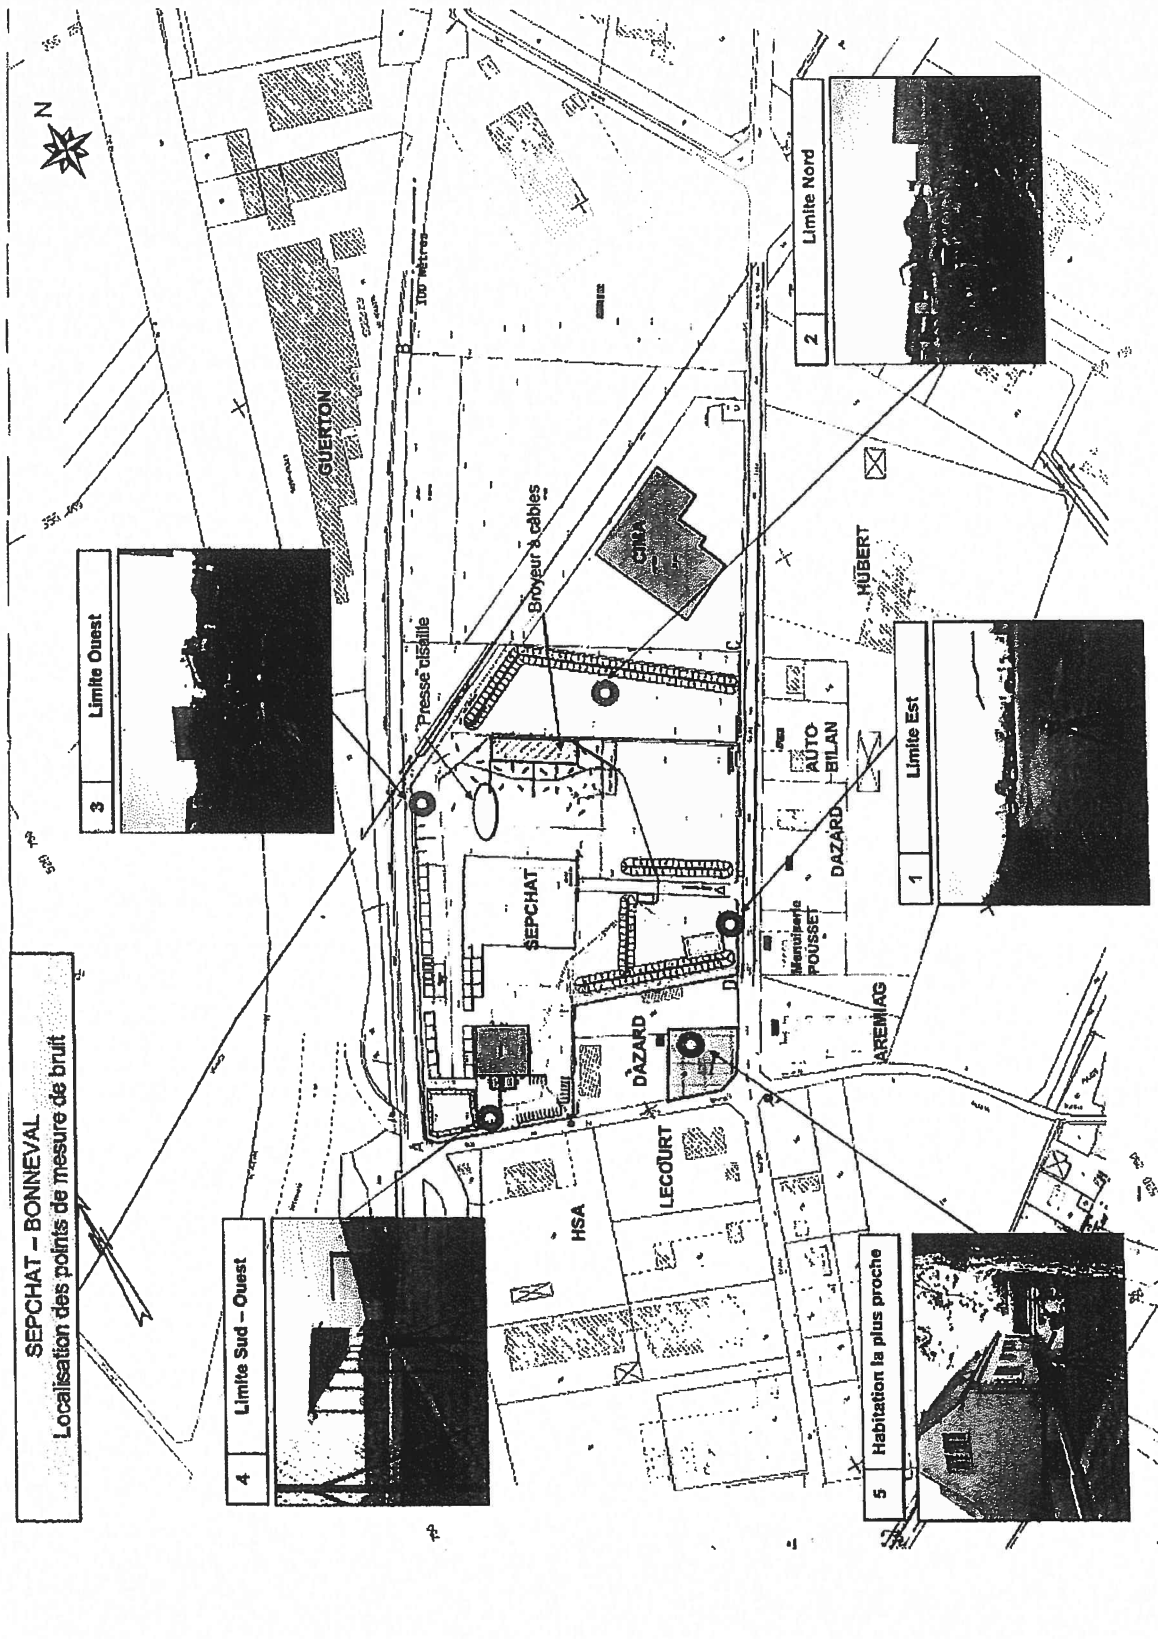 SEPCHAT – BONNEVAL
Localisation des points de mesure de bruit
N
3
Limite Ouest
2
Limite Nord
4
Limite Sud – Ouest
1
Limite Est
5
Habitation la plus proche
GUERTON
100 mètres
B
Presse cisaille
Broyeur à câbles
CIMA
SEPCHAT
HUBERT
C
AUTO-
BILAN
DAZARD
Menuiserie
POUSSET
D
DAZARD
AREMIAG
A
LECOURT
HSA